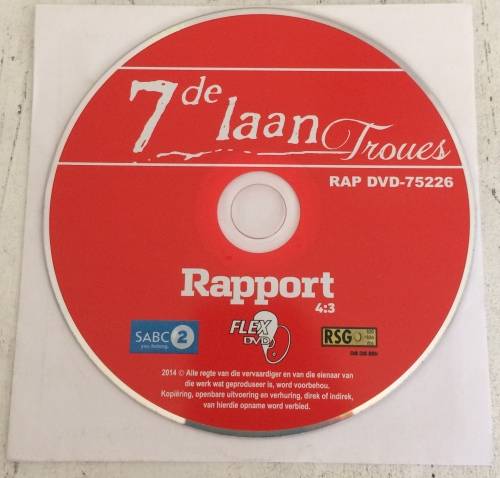 7de laan Troues
RAP DVD-75226
Rapport
4:3
SABC 2
you belong
FLEX
DVD
RSG
2014 © Alle regte van die vervaardiger en van die eienaar van
die werk wat geproduseer is, word voorbehou.
Kopiëring, openbare uitvoering en verhuring, direk of indirek,
van hierdie opname word verbied.